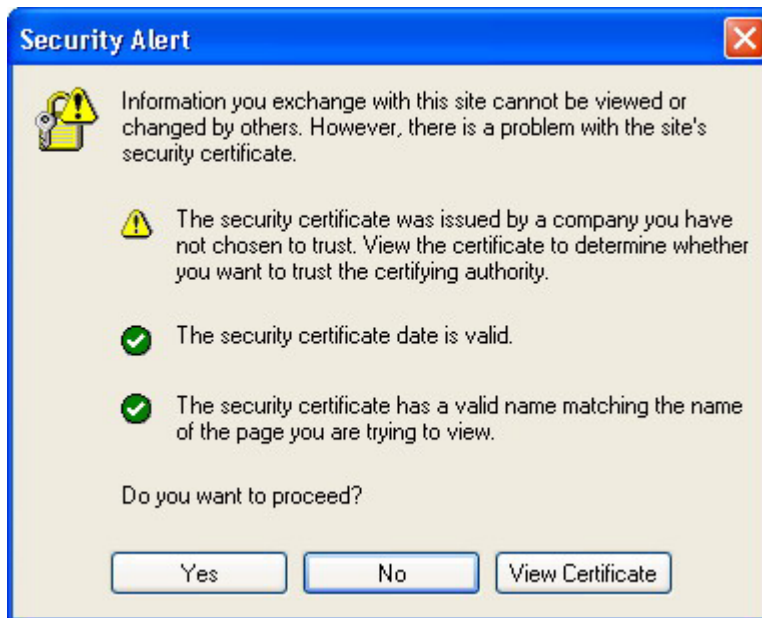 Security Alert
Information you exchange with this site cannot be viewed or
changed by others. However, there is a problem with the site's
security certificate.
The security certificate was issued by a company you have
not chosen to trust. View the certificate to determine whether
you want to trust the certifying authority.
The security certificate date is valid.
The security certificate has a valid name matching the name
of the page you are trying to view.
Do you want to proceed?
Yes
No
View Certificate